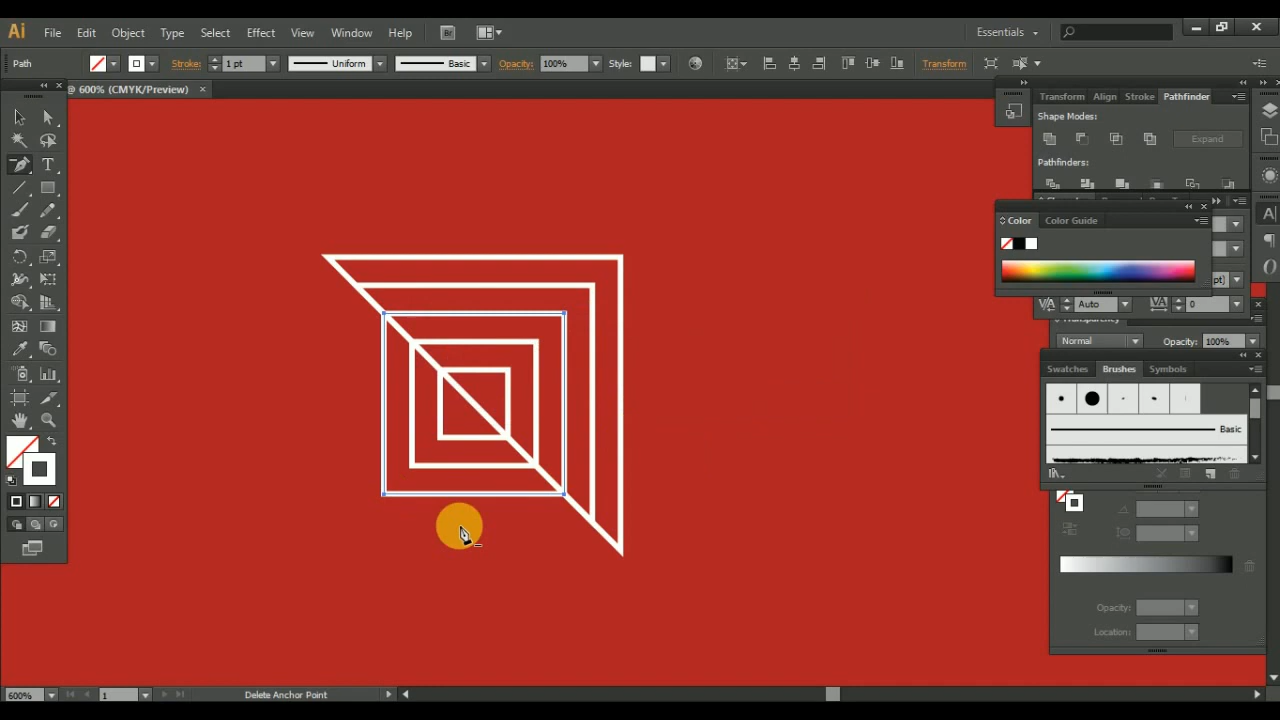 Ai File Edit Object Type Select Effect View Window Help Br Essentials
Path Stroke: 1 pt Uniform Basic Opacity: 100% Style: Transform
@ 600% (CMYK/Preview)
Transform Align Stroke Pathfinder
Shape Modes:
Expand
Pathfinders:
Color Color Guide
pt)
Auto 0
Normal Opacity: 100%
Swatches Brushes Symbols
Basic
Opacity:
Location:
600% 1 Delete Anchor Point